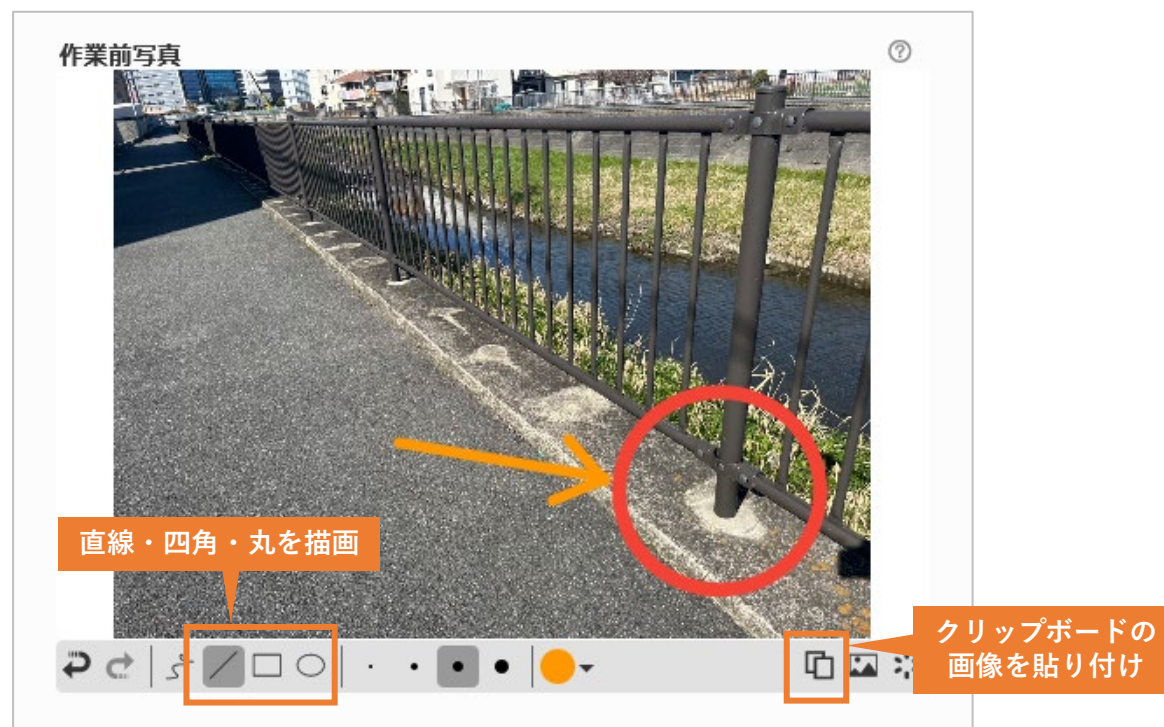 作業前写真
直線・四角・丸を描画
クリップボードの
画像を貼り付け